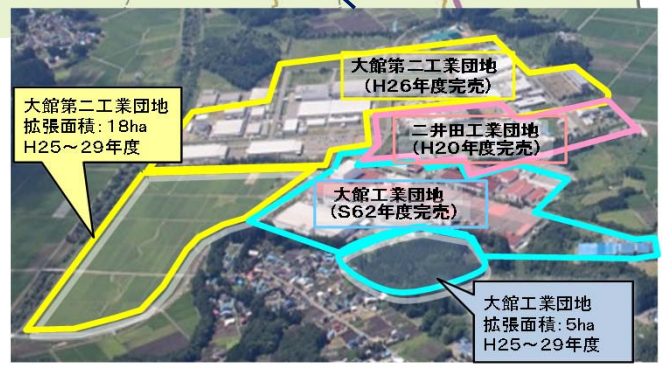 大館第二工業団地
（H26年度完売）
大館第二工業団地
拡張面積：18ha
H25～29年度
二井田工業団地
（H20年度完売）
大館工業団地
（S62年度完売）
大館工業団地
拡張面積：5ha
H25～29年度